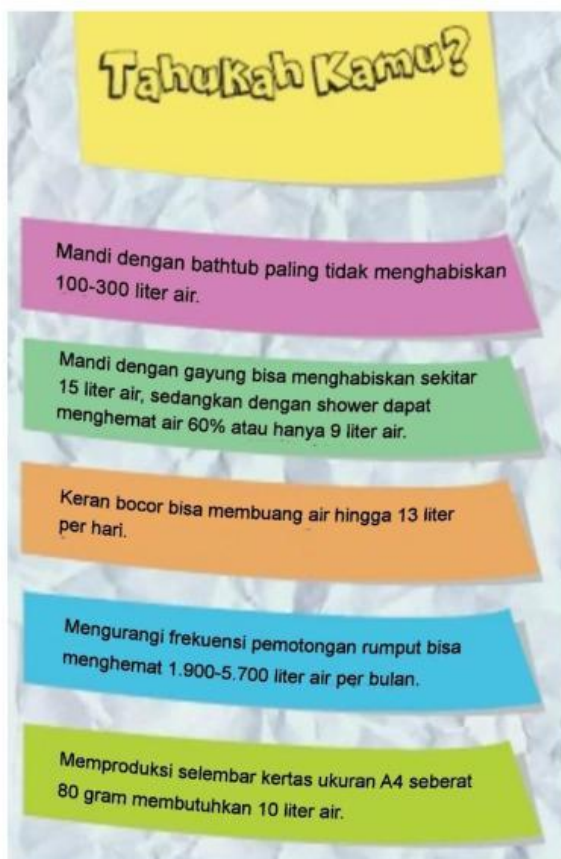 Tahukah Kamu?
Mandi dengan bathtub paling tidak menghabiskan
100-300 liter air.
Mandi dengan gayung bisa menghabiskan sekitar
15 liter air, sedangkan dengan shower dapat
menghemat air 60% atau hanya 9 liter air.
Keran bocor bisa membuang air hingga 13 liter
per hari.
Mengurangi frekuensi pemotongan rumput bisa
menghemat 1.900-5.700 liter air per bulan.
Memproduksi selembar kertas ukuran A4 seberat
80 gram membutuhkan 10 liter air.